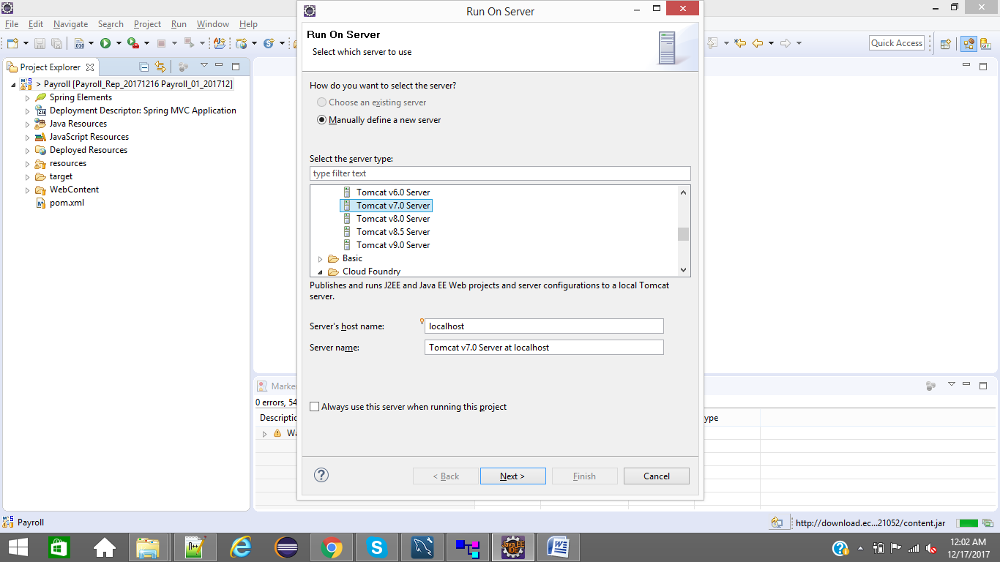 Run On Server
File Edit Navigate Search Project Run Window Help
Quick Access
Project Explorer
> Payroll [Payroll_Rep_20171216 Payroll_01_201712]
Spring Elements
Deployment Descriptor: Spring MVC Application
Java Resources
JavaScript Resources
Deployed Resources
resources
target
WebContent
pom.xml
Run On Server
Select which server to use
How do you want to select the server?
Choose an existing server
Manually define a new server
Select the server type:
type filter text
Tomcat v6.0 Server
Tomcat v7.0 Server
Tomcat v8.0 Server
Tomcat v8.5 Server
Tomcat v9.0 Server
Basic
Cloud Foundry
Publishes and runs J2EE and Java EE Web projects and server configurations to a local Tomcat
server.
Server's host name: localhost
Server name: Tomcat v7.0 Server at localhost
Always use this server when running this project
< Back Next > Finish Cancel
Marke
0 errors, 54
Descriptio ype
Wa
Payroll http://download.ec...21052/content.jar
Java EE
IDE
12:02 AM
12/17/2017